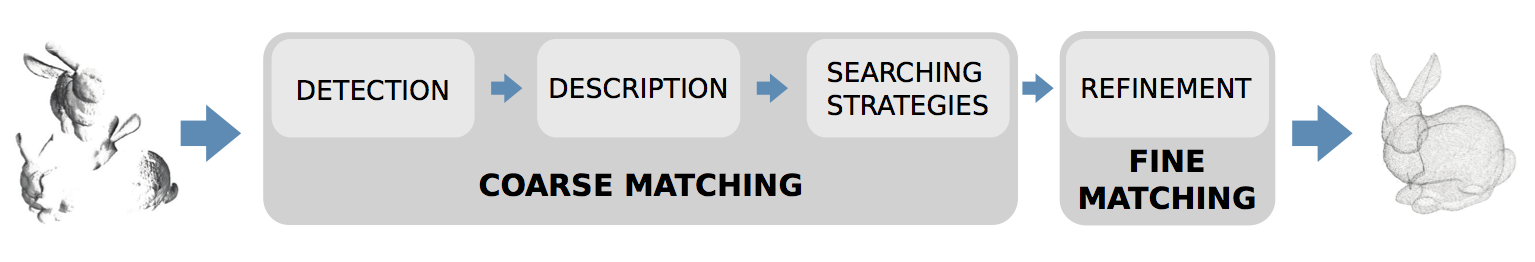 DETECTION
DESCRIPTION
SEARCHING
STRATEGIES
COARSE MATCHING
REFINEMENT
FINE
MATCHING